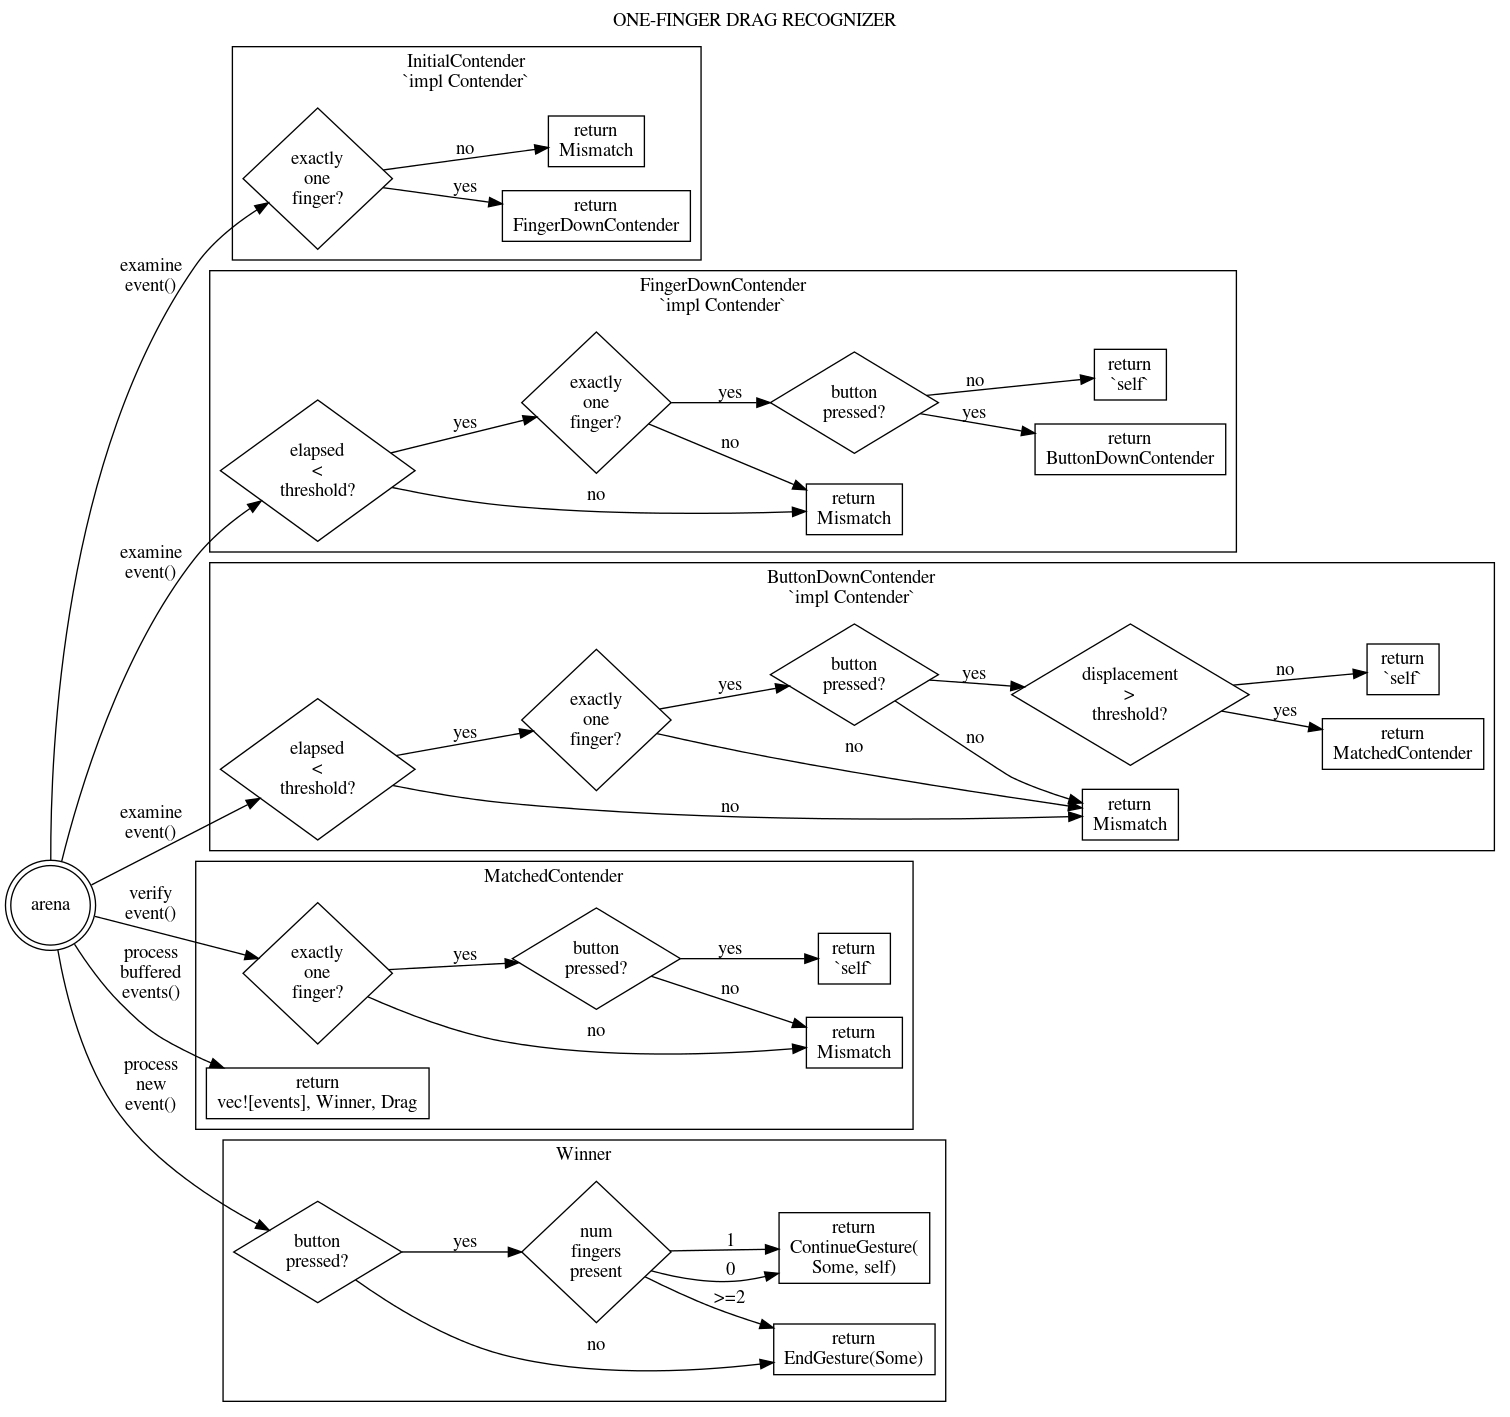 ONE-FINGER DRAG RECOGNIZER
InitialContender
`impl Contender`
exactly
one
finger?
no
yes
return
Mismatch
return
FingerDownContender
examine
event()
FingerDownContender
`impl Contender`
elapsed
<
threshold?
yes
no
exactly
one
finger?
yes
no
button
pressed?
no
yes
return
`self`
return
ButtonDownContender
return
Mismatch
examine
event()
ButtonDownContender
`impl Contender`
elapsed
<
threshold?
yes
no
exactly
one
finger?
yes
no
button
pressed?
yes
no
displacement
>
threshold?
no
yes
return
`self`
return
MatchedContender
return
Mismatch
examine
event()
arena
verify
event()
process
buffered
events()
process
new
event()
MatchedContender
exactly
one
finger?
yes
no
button
pressed?
yes
no
return
`self`
return
Mismatch
return
vec![events], Winner, Drag
Winner
button
pressed?
yes
no
num
fingers
present
1
0
>=2
return
ContinueGesture(
Some, self)
return
EndGesture(Some)